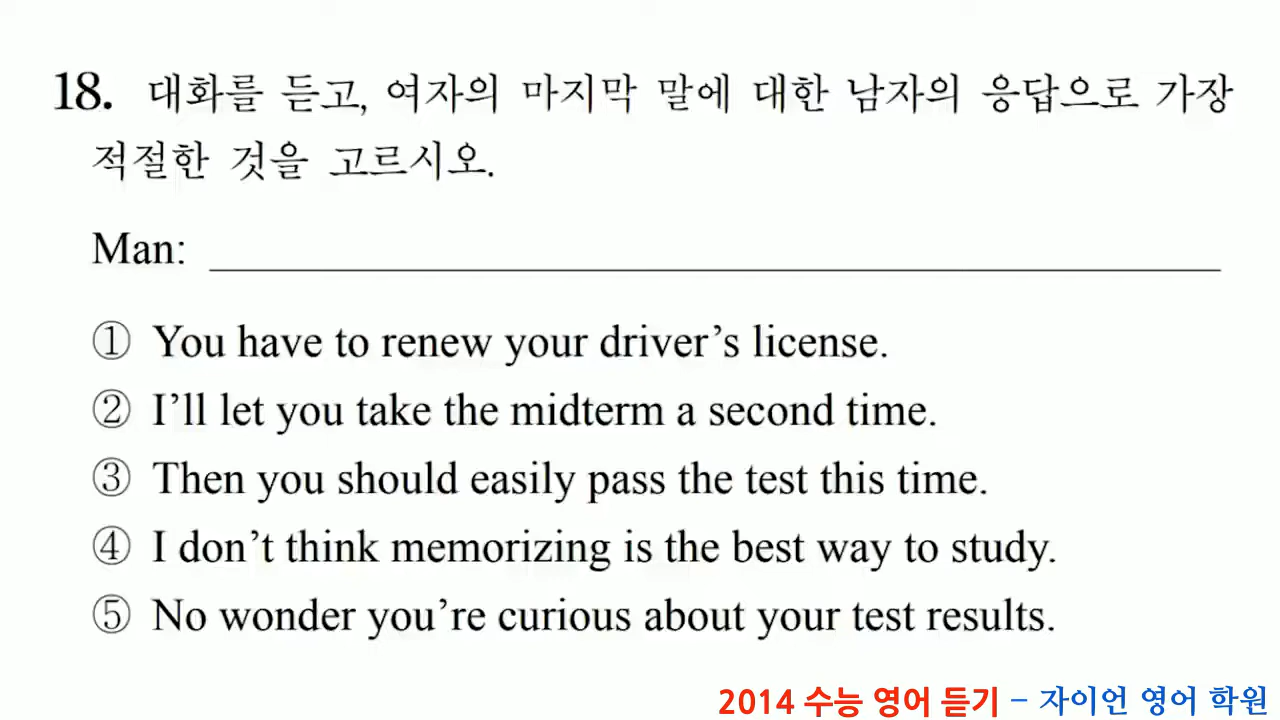 18. 대화를 듣고, 여자의 마지막 말에 대한 남자의 응답으로 가장
적절한 것을 고르시오.
Man: ___________
① You have to renew your driver's license.
② I'll let you take the midterm a second time.
③ Then you should easily pass the test this time.
④ I don't think memorizing is the best way to study.
⑤ No wonder you're curious about your test results.
2014 수능 영어 듣기 - 자이언 영어 학원